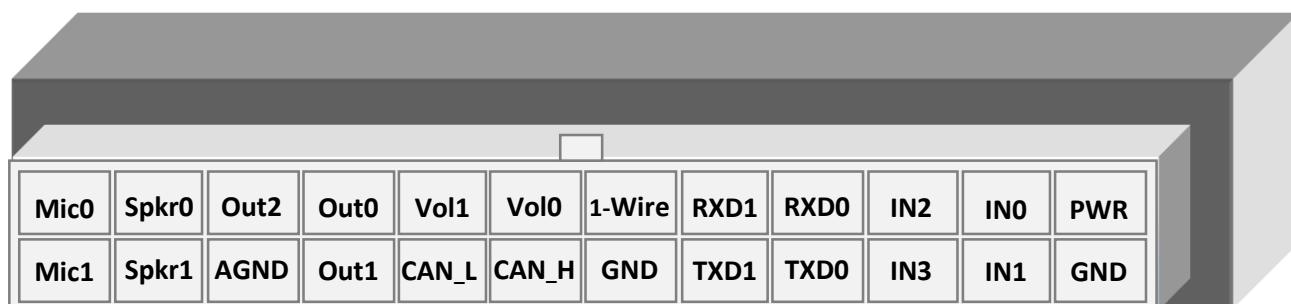 Mic0 Spkr0 Out2 Out0 Vol1 Vol0 1-Wire RXD1 RXD0 IN2 IN0 PWR
Mic1 Spkr1 AGND Out1 CAN_L CAN_H GND TXD1 TXD0 IN3 IN1 GND